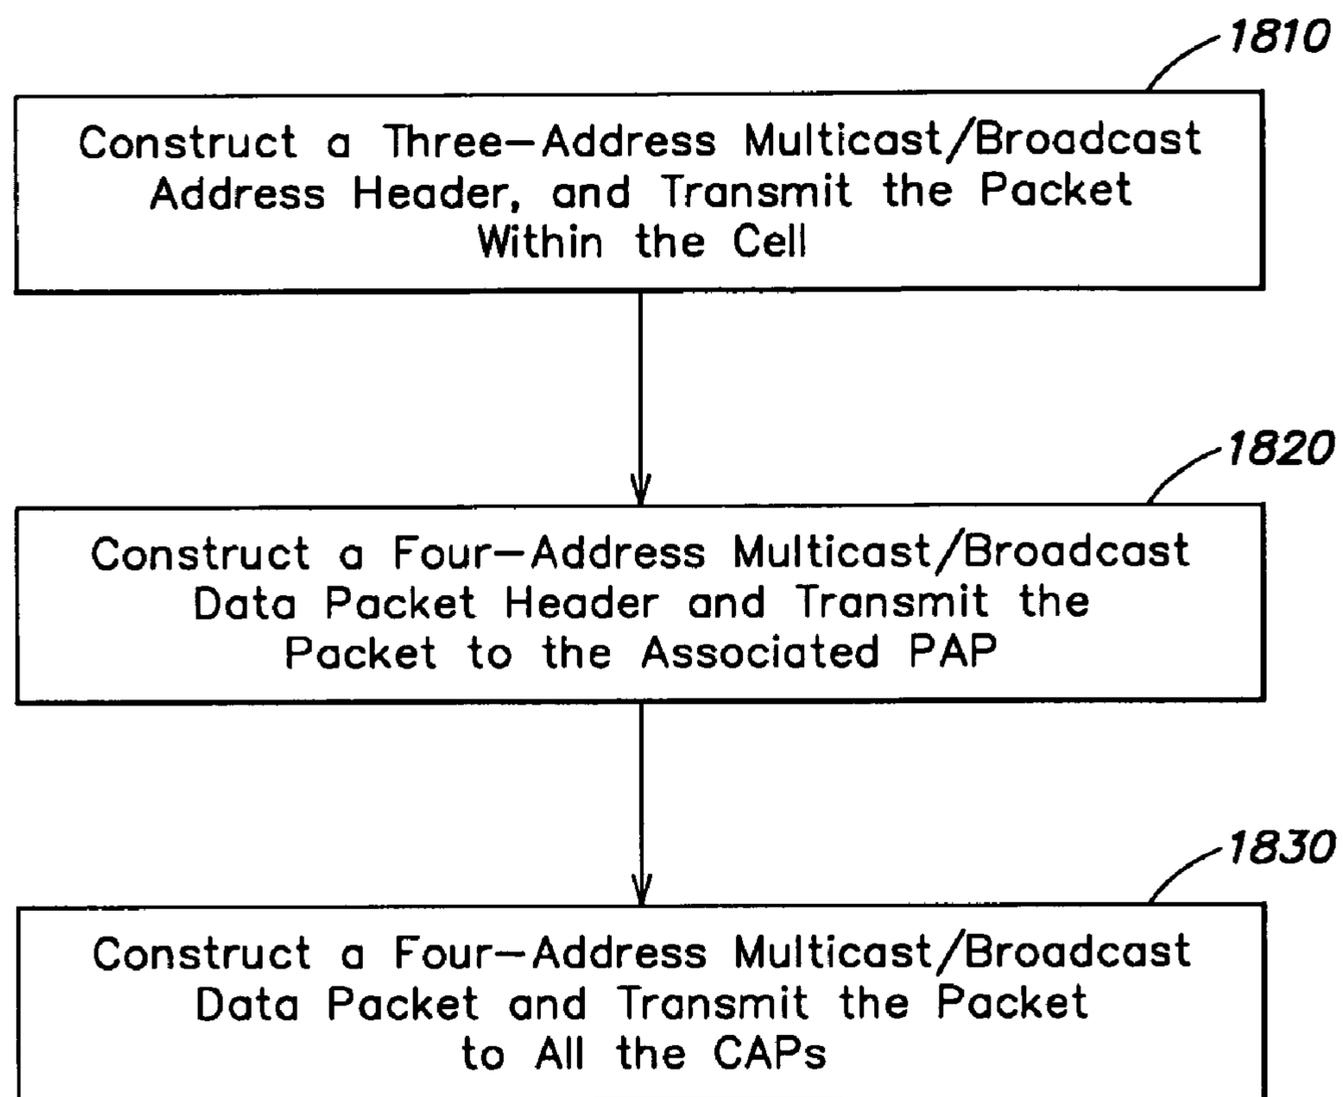 1810
Construct a Three-Address Multicast/Broadcast
Address Header, and Transmit the Packet
Within the Cell
1820
Construct a Four-Address Multicast/Broadcast
Data Packet Header and Transmit the
Packet to the Associated PAP
1830
Construct a Four-Address Multicast/Broadcast
Data Packet and Transmit the Packet
to All the CAPs